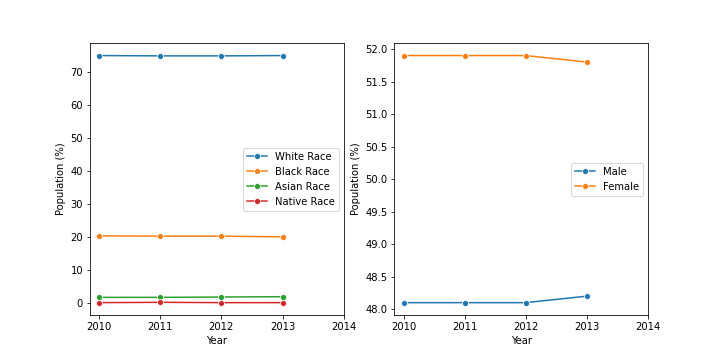 70
60
50
40
30
20
10
0
Population (%)
2010 2011 2012 2013 2014
Year
White Race
Black Race
Asian Race
Native Race
52.0
51.5
51.0
50.5
50.0
49.5
49.0
48.5
48.0
Population (%)
2010 2011 2012 2013 2014
Year
Male
Female